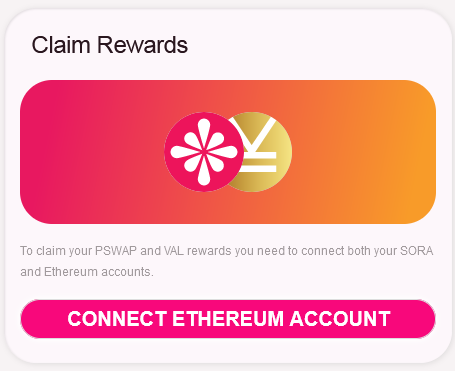 Claim Rewards
To claim your PSWAP and VAL rewards you need to connect both your SORA
and Ethereum accounts.
CONNECT ETHEREUM ACCOUNT